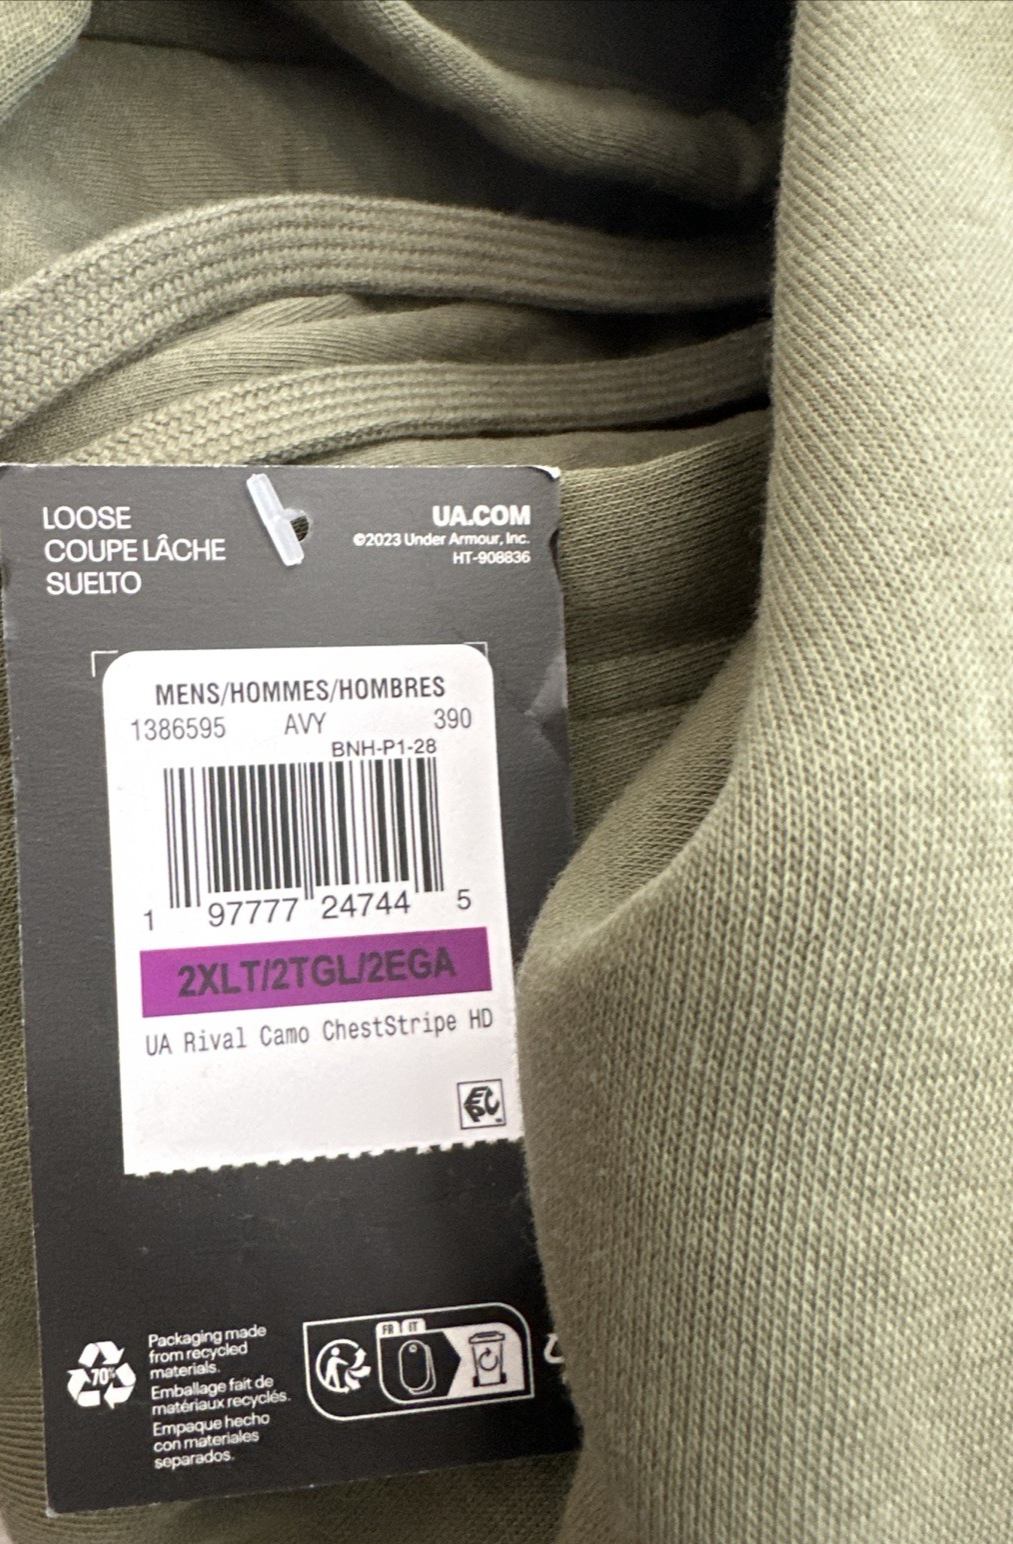 LOOSE
COUPE LÂCHE
SUELTO
UA.COM
©2023 Under Armour, Inc.
HT-908836
MENS/HOMMES/HOMBRES
1386595 AVY 390
BNH-P1-28
1 97777 24744 5
2XLT/2TGL/2EGA
UA Rival Camo ChestStripe HD
EPC
70%
Packaging made
from recycled
materials.
Emballage fait de
matériaux recyclés.
Empaque hecho
con materiales
separados.
FR IT